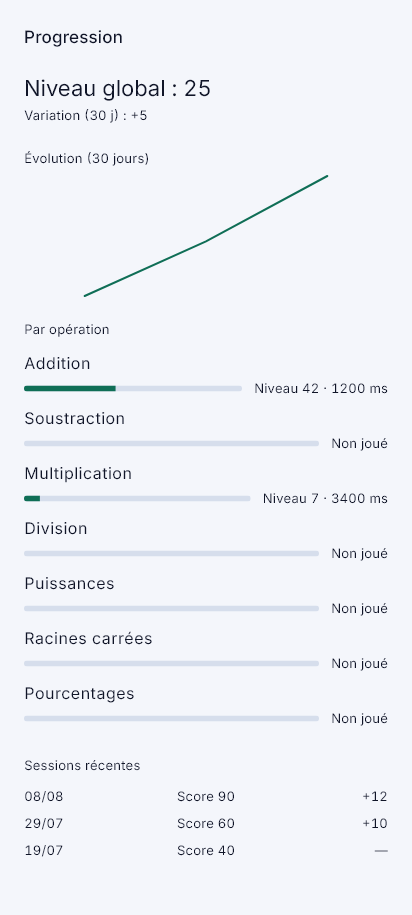 Progression
Niveau global : 25
Variation (30 j) : +5
Évolution (30 jours)
Par opération
Addition
Niveau 42 · 1200 ms
Soustraction
Non joué
Multiplication
Niveau 7 · 3400 ms
Division
Non joué
Puissances
Non joué
Racines carrées
Non joué
Pourcentages
Non joué
Sessions récentes
08/08 Score 90 +12
29/07 Score 60 +10
19/07 Score 40 —